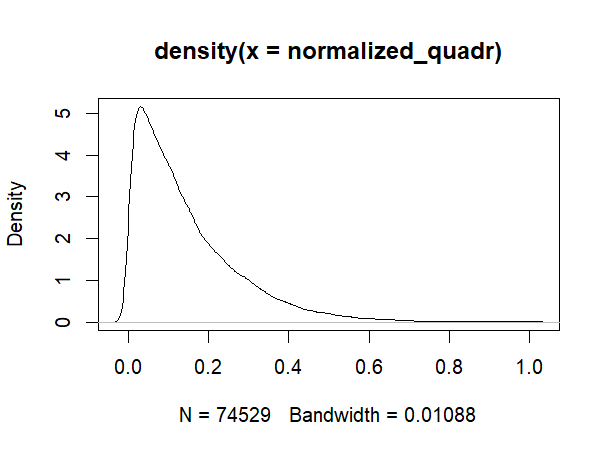 density(x = normalized_quadr)
Density
5
4
3
2
1
0
0.0 0.2 0.4 0.6 0.8 1.0
N = 74529 Bandwidth = 0.01088